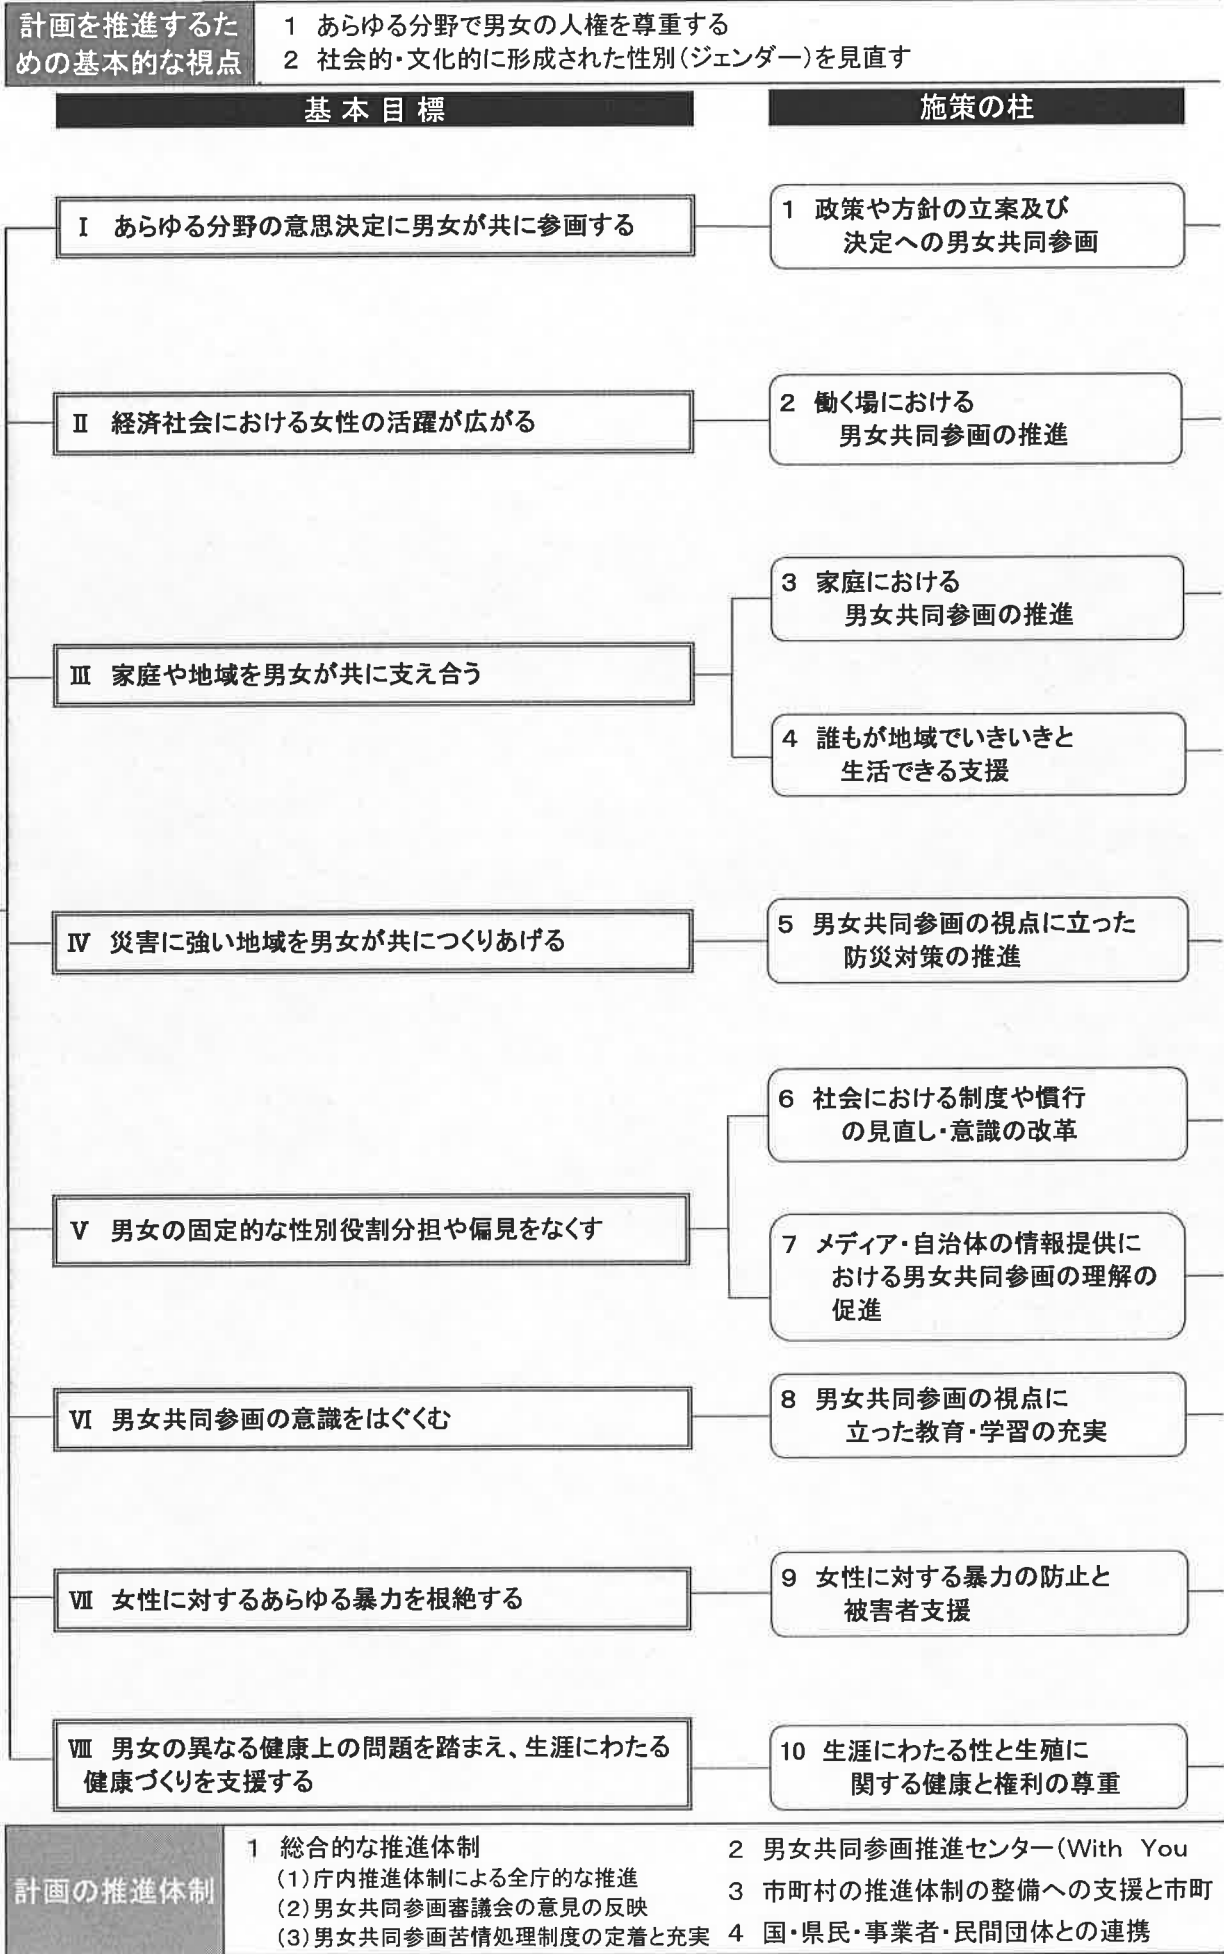 計画を推進するた
めの基本的な視点
1 あらゆる分野で男女の人権を尊重する
2 社会的・文化的に形成された性別(ジェンダー)を見直す
基本目標
施策の柱
Ⅰ あらゆる分野の意思決定に男女が共に参画する
1 政策や方針の立案及び
決定への男女共同参画
Ⅱ 経済社会における女性の活躍が広がる
2 働く場における
男女共同参画の推進
Ⅲ 家庭や地域を男女が共に支え合う
3 家庭における
男女共同参画の推進
4 誰もが地域でいきいきと
生活できる支援
Ⅳ 災害に強い地域を男女が共につくりあげる
5 男女共同参画の視点に立った
防災対策の推進
Ⅴ 男女の固定的な性別役割分担や偏見をなくす
6 社会における制度や慣行
の見直し・意識の改革
7 メディア・自治体の情報提供に
おける男女共同参画の理解の
促進
Ⅵ 男女共同参画の意識をはぐくむ
8 男女共同参画の視点に
立った教育・学習の充実
Ⅶ 女性に対するあらゆる暴力を根絶する
9 女性に対する暴力の防止と
被害者支援
Ⅷ 男女の異なる健康上の問題を踏まえ、生涯にわたる
健康づくりを支援する
10 生涯にわたる性と生殖に
関する健康と権利の尊重
計画の推進体制
1 総合的な推進体制
(1)庁内推進体制による全庁的な推進
(2)男女共同参画審議会の意見の反映
(3)男女共同参画苦情処理制度の定着と充実
2 男女共同参画推進センター(With You
3 市町村の推進体制の整備への支援と市町
4 国・県民・事業者・民間団体との連携